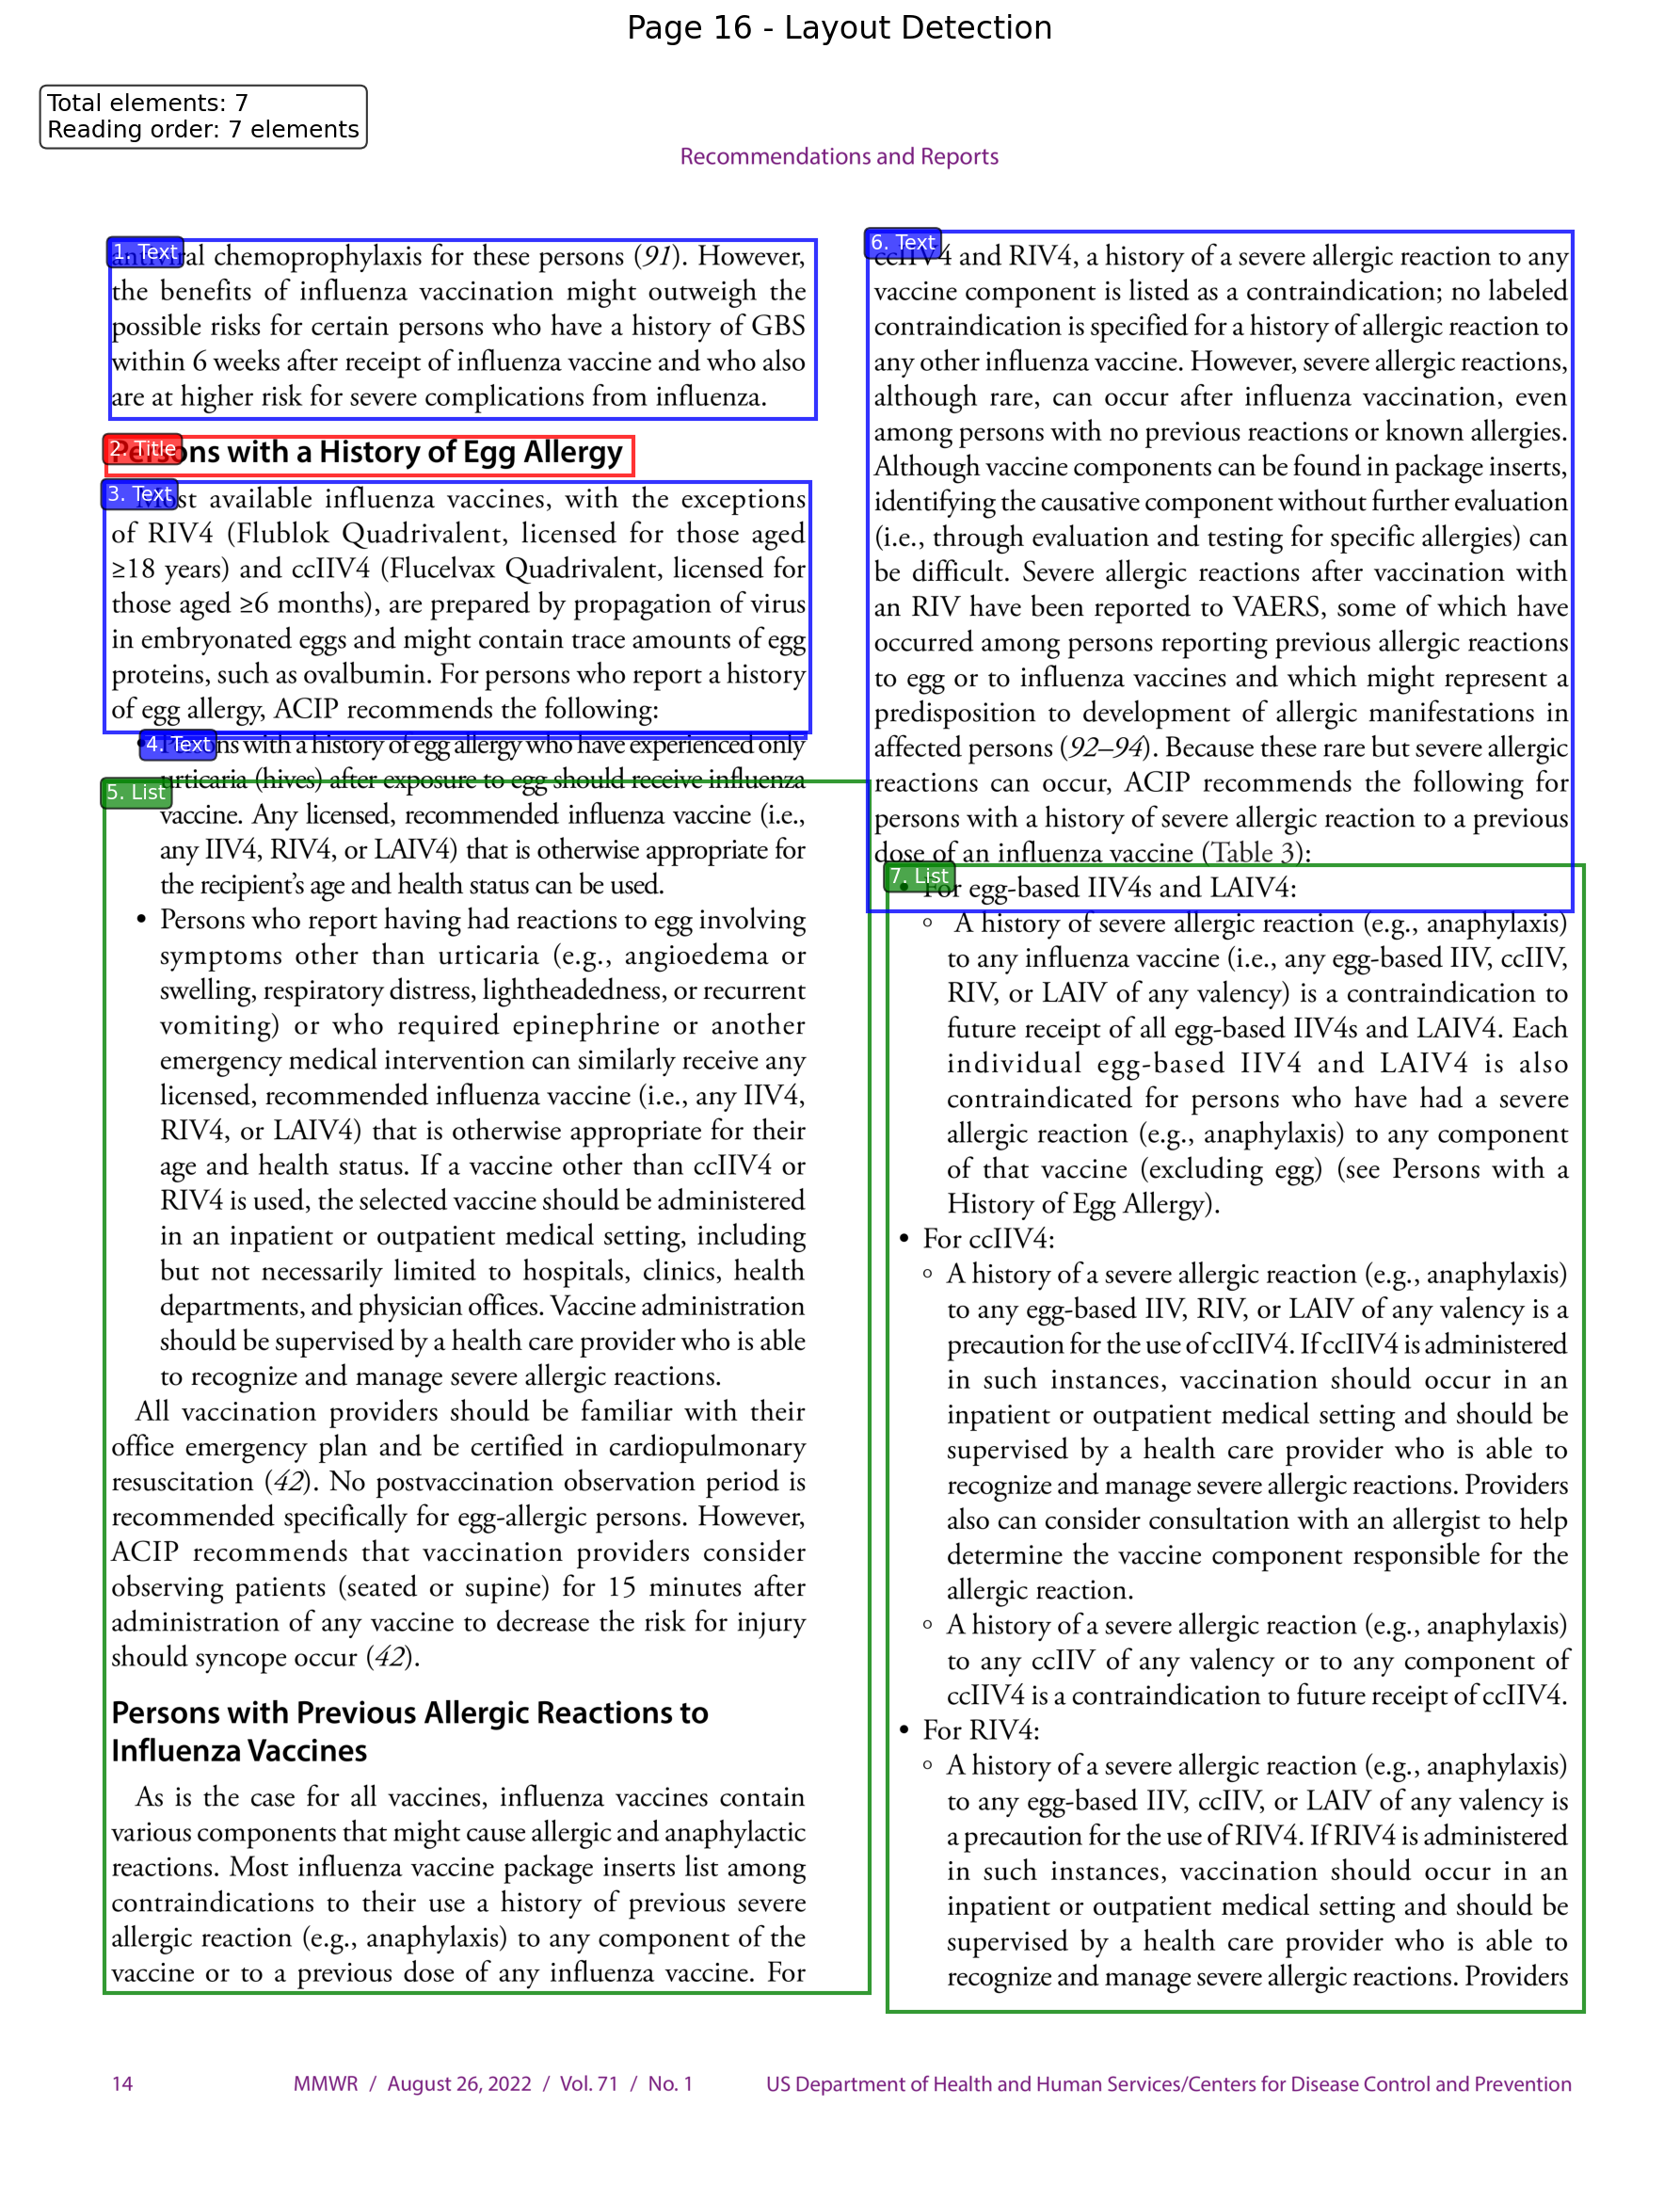 Page 16 - Layout Detection
Total elements: 7
Reading order: 7 elements
Recommendations and Reports
1. Text
antiviral chemoprophylaxis for these persons (91). However,
the benefits of influenza vaccination might outweigh the
possible risks for certain persons who have a history of GBS
within 6 weeks after receipt of influenza vaccine and who also
are at higher risk for severe complications from influenza.
2. Title
Persons with a History of Egg Allergy
3. Text
Most available influenza vaccines, with the exceptions
of RIV4 (Flublok Quadrivalent, licensed for those aged
≥18 years) and ccIIV4 (Flucelvax Quadrivalent, licensed for
those aged ≥6 months), are prepared by propagation of virus
in embryonated eggs and might contain trace amounts of egg
proteins, such as ovalbumin. For persons who report a history
of egg allergy, ACIP recommends the following:
4. Text
• Persons with a history of egg allergy who have experienced only
urticaria (hives) after exposure to egg should receive influenza
5. List
vaccine. Any licensed, recommended influenza vaccine (i.e.,
any IIV4, RIV4, or LAIV4) that is otherwise appropriate for
the recipient's age and health status can be used.
• Persons who report having had reactions to egg involving
symptoms other than urticaria (e.g., angioedema or
swelling, respiratory distress, lightheadedness, or recurrent
vomiting) or who required epinephrine or another
emergency medical intervention can similarly receive any
licensed, recommended influenza vaccine (i.e., any IIV4,
RIV4, or LAIV4) that is otherwise appropriate for their
age and health status. If a vaccine other than ccIIV4 or
RIV4 is used, the selected vaccine should be administered
in an inpatient or outpatient medical setting, including
but not necessarily limited to hospitals, clinics, health
departments, and physician offices. Vaccine administration
should be supervised by a health care provider who is able
to recognize and manage severe allergic reactions.
All vaccination providers should be familiar with their
office emergency plan and be certified in cardiopulmonary
resuscitation (42). No postvaccination observation period is
recommended specifically for egg-allergic persons. However,
ACIP recommends that vaccination providers consider
observing patients (seated or supine) for 15 minutes after
administration of any vaccine to decrease the risk for injury
should syncope occur (42).
Persons with Previous Allergic Reactions to
Influenza Vaccines
As is the case for all vaccines, influenza vaccines contain
various components that might cause allergic and anaphylactic
reactions. Most influenza vaccine package inserts list among
contraindications to their use a history of previous severe
allergic reaction (e.g., anaphylaxis) to any component of the
vaccine or to a previous dose of any influenza vaccine. For
6. Text
ccIIV4 and RIV4, a history of a severe allergic reaction to any
vaccine component is listed as a contraindication; no labeled
contraindication is specified for a history of allergic reaction to
any other influenza vaccine. However, severe allergic reactions,
although rare, can occur after influenza vaccination, even
among persons with no previous reactions or known allergies.
Although vaccine components can be found in package inserts,
identifying the causative component without further evaluation
(i.e., through evaluation and testing for specific allergies) can
be difficult. Severe allergic reactions after vaccination with
an RIV have been reported to VAERS, some of which have
occurred among persons reporting previous allergic reactions
to egg or to influenza vaccines and which might represent a
predisposition to development of allergic manifestations in
affected persons (92–94). Because these rare but severe allergic
reactions can occur, ACIP recommends the following for
persons with a history of severe allergic reaction to a previous
dose of an influenza vaccine (Table 3):
7. List
• For egg-based IIV4s and LAIV4:
◦ A history of severe allergic reaction (e.g., anaphylaxis)
to any influenza vaccine (i.e., any egg-based IIV, ccIIV,
RIV, or LAIV of any valency) is a contraindication to
future receipt of all egg-based IIV4s and LAIV4. Each
individual egg-based IIV4 and LAIV4 is also
contraindicated for persons who have had a severe
allergic reaction (e.g., anaphylaxis) to any component
of that vaccine (excluding egg) (see Persons with a
History of Egg Allergy).
• For ccIIV4:
◦ A history of a severe allergic reaction (e.g., anaphylaxis)
to any egg-based IIV, RIV, or LAIV of any valency is a
precaution for the use of ccIIV4. If ccIIV4 is administered
in such instances, vaccination should occur in an
inpatient or outpatient medical setting and should be
supervised by a health care provider who is able to
recognize and manage severe allergic reactions. Providers
also can consider consultation with an allergist to help
determine the vaccine component responsible for the
allergic reaction.
◦ A history of a severe allergic reaction (e.g., anaphylaxis)
to any ccIIV of any valency or to any component of
ccIIV4 is a contraindication to future receipt of ccIIV4.
• For RIV4:
◦ A history of a severe allergic reaction (e.g., anaphylaxis)
to any egg-based IIV, ccIIV, or LAIV of any valency is
a precaution for the use of RIV4. If RIV4 is administered
in such instances, vaccination should occur in an
inpatient or outpatient medical setting and should be
supervised by a health care provider who is able to
recognize and manage severe allergic reactions. Providers
14 MMWR / August 26, 2022 / Vol. 71 / No. 1 US Department of Health and Human Services/Centers for Disease Control and Prevention